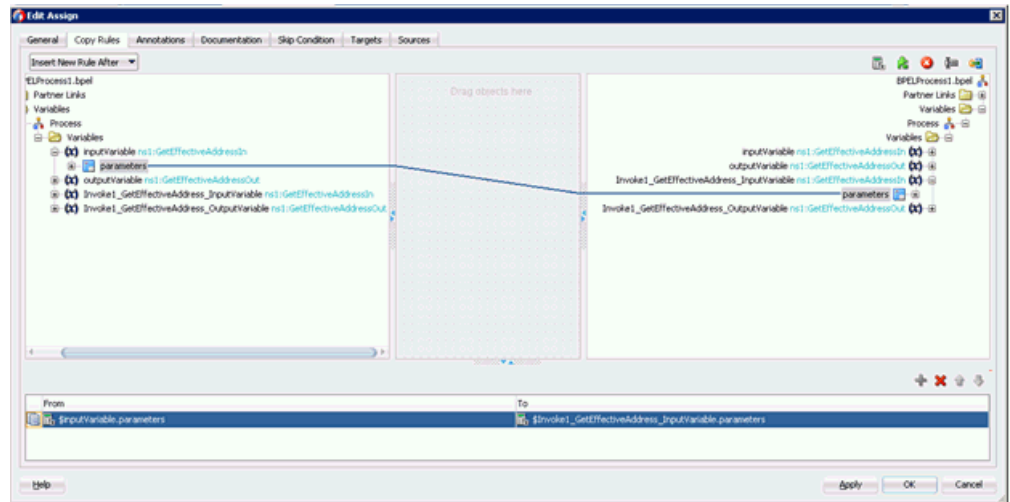 Edit Assign
General Copy Rules Annotations Documentation Skip Condition Targets Sources
Insert New Rule After
ELProcess1.bpel
Partner Links
Variables
Process
Variables
inputVariable ns1:GetEffectiveAddressIn
parameters
outputVariable ns1:GetEffectiveAddressOut
Invoke1_GetEffectiveAddress_InputVariable ns1:GetEffectiveAddressIn
Invoke1_GetEffectiveAddress_OutputVariable ns1:GetEffectiveAddressOut
Drag objects here
BPELProcess1.bpel
Partner Links
Variables
Process
Variables
inputVariable ns1:GetEffectiveAddressIn
outputVariable ns1:GetEffectiveAddressOut
Invoke1_GetEffectiveAddress_InputVariable ns1:GetEffectiveAddressIn
parameters
Invoke1_GetEffectiveAddress_OutputVariable ns1:GetEffectiveAddressOut
From To
$inputVariable.parameters $Invoke1_GetEffectiveAddress_InputVariable.parameters
Help Apply OK Cancel